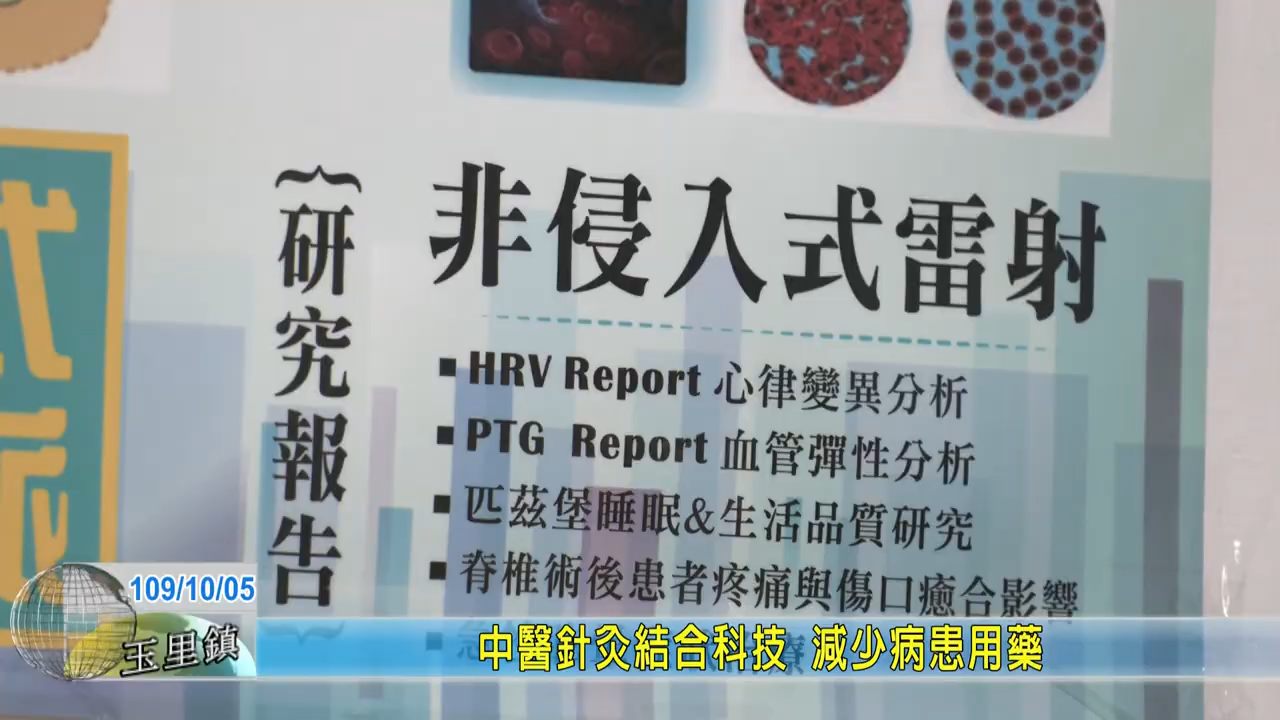 非侵入式雷射
{研究報告}
▪HRV Report 心律變異分析
▪PTG Report 血管彈性分析
▪匹茲堡睡眠&生活品質研究
▪脊椎術後患者疼痛與傷口癒合影響
109/10/05
玉里鎮
中醫針灸結合科技 減少病患用藥